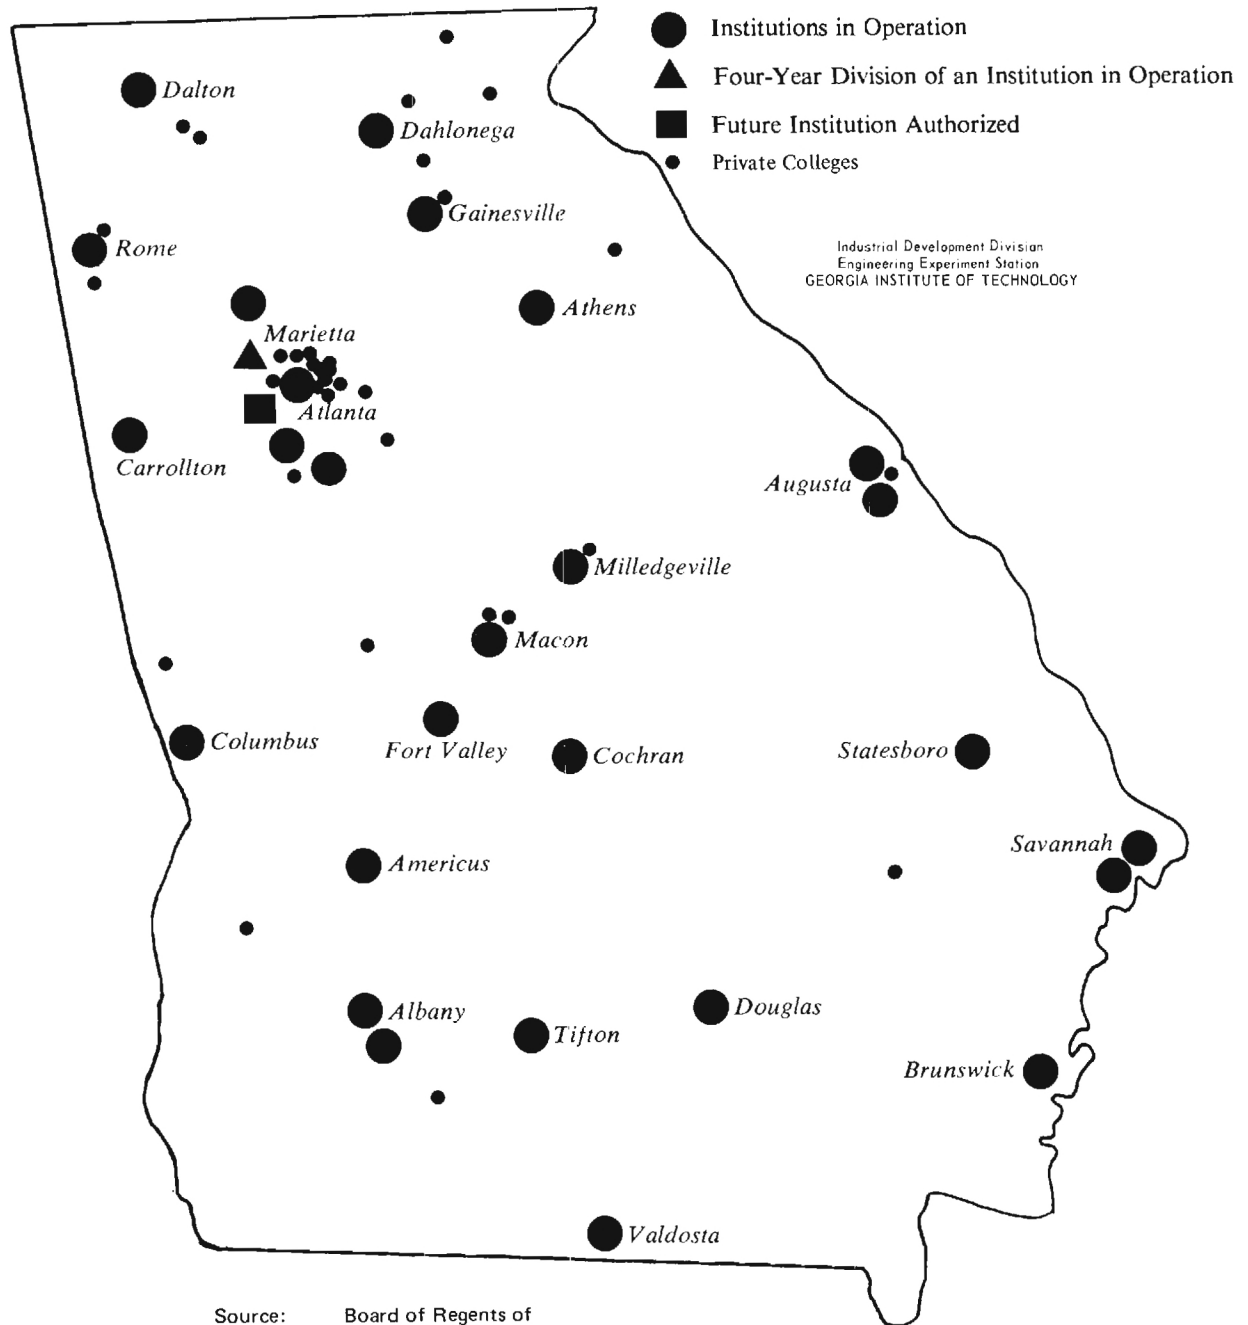 Institutions in Operation
Four-Year Division of an Institution in Operation
Future Institution Authorized
Private Colleges
Industrial Development Division
Engineering Experiment Station
GEORGIA INSTITUTE OF TECHNOLOGY
Dalton
Dahlonega
Gainesville
Rome
Athens
Marietta
Atlanta
Carrollton
Augusta
Milledgeville
Macon
Columbus
Fort Valley
Cochran
Statesboro
Savannah
Americus
Albany
Tifton
Douglas
Brunswick
Valdosta
Source: Board of Regents of